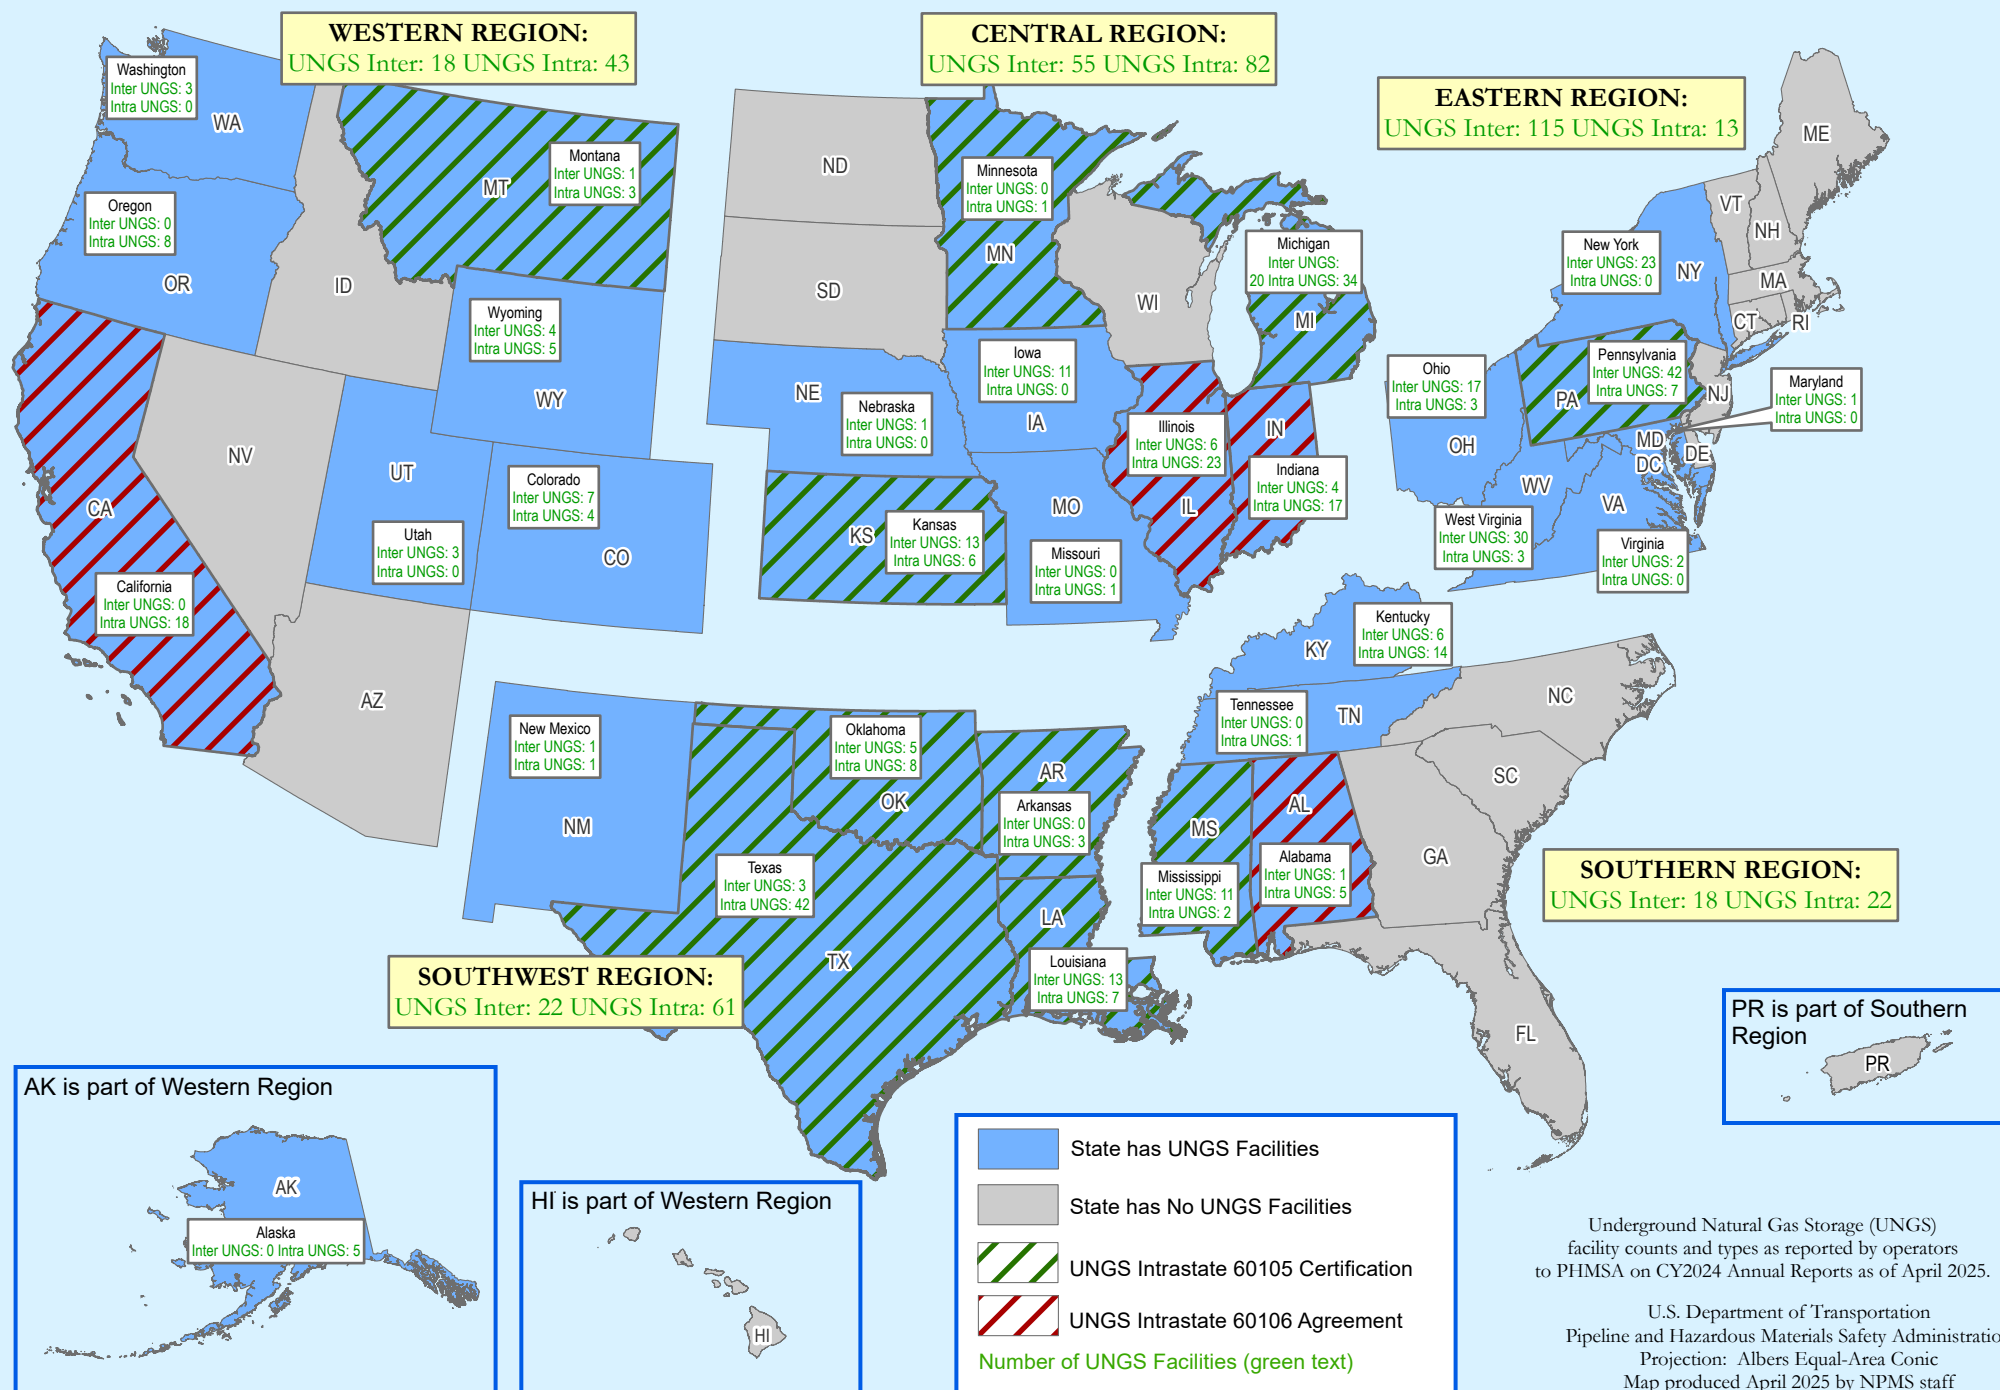 WESTERN REGION:
UNGS Inter: 18 UNGS Intra: 43
CENTRAL REGION:
UNGS Inter: 55 UNGS Intra: 82
EASTERN REGION:
UNGS Inter: 115 UNGS Intra: 13
Washington
Inter UNGS: 3
Intra UNGS: 0
WA
Montana
Inter UNGS: 1
Intra UNGS: 3
MT
Oregon
Inter UNGS: 0
Intra UNGS: 8
OR
ID
Wyoming
Inter UNGS: 4
Intra UNGS: 5
WY
NV
UT
Utah
Inter UNGS: 3
Intra UNGS: 0
Colorado
Inter UNGS: 7
Intra UNGS: 4
CO
CA
California
Inter UNGS: 0
Intra UNGS: 18
AZ
ND
SD
Minnesota
Inter UNGS: 0
Intra UNGS: 1
MN
WI
Michigan
Inter UNGS:
20 Intra UNGS: 34
MI
NE
Nebraska
Inter UNGS: 1
Intra UNGS: 0
Iowa
Inter UNGS: 11
Intra UNGS: 0
IA
Illinois
Inter UNGS: 6
Intra UNGS: 23
IL
IN
Indiana
Inter UNGS: 4
Intra UNGS: 17
KS
Kansas
Inter UNGS: 13
Intra UNGS: 6
MO
Missouri
Inter UNGS: 0
Intra UNGS: 1
ME
VT
NH
New York
Inter UNGS: 23
Intra UNGS: 0
NY
MA
CT
RI
Ohio
Inter UNGS: 17
Intra UNGS: 3
OH
Pennsylvania
Inter UNGS: 42
Intra UNGS: 7
PA
NJ
Maryland
Inter UNGS: 1
Intra UNGS: 0
MD
DC
DE
WV
VA
West Virginia
Inter UNGS: 30
Intra UNGS: 3
Virginia
Inter UNGS: 2
Intra UNGS: 0
Kentucky
Inter UNGS: 6
Intra UNGS: 14
KY
Tennessee
Inter UNGS: 0
Intra UNGS: 1
TN
NC
SC
GA
FL
MS
Mississippi
Inter UNGS: 11
Intra UNGS: 2
AL
Alabama
Inter UNGS: 1
Intra UNGS: 5
SOUTHERN REGION:
UNGS Inter: 18 UNGS Intra: 22
New Mexico
Inter UNGS: 1
Intra UNGS: 1
NM
Oklahoma
Inter UNGS: 5
Intra UNGS: 8
OK
AR
Arkansas
Inter UNGS: 0
Intra UNGS: 3
Texas
Inter UNGS: 3
Intra UNGS: 42
TX
LA
Louisiana
Inter UNGS: 13
Intra UNGS: 7
SOUTHWEST REGION:
UNGS Inter: 22 UNGS Intra: 61
PR is part of Southern
Region
PR
AK is part of Western Region
AK
Alaska
Inter UNGS: 0 Intra UNGS: 5
HI is part of Western Region
HI
State has UNGS Facilities
State has No UNGS Facilities
UNGS Intrastate 60105 Certification
UNGS Intrastate 60106 Agreement
Number of UNGS Facilities (green text)
Underground Natural Gas Storage (UNGS)
facility counts and types as reported by operators
to PHMSA on CY2024 Annual Reports as of April 2025.
U.S. Department of Transportation
Pipeline and Hazardous Materials Safety Administratio
Projection: Albers Equal-Area Conic
Map produced April 2025 by NPMS staff